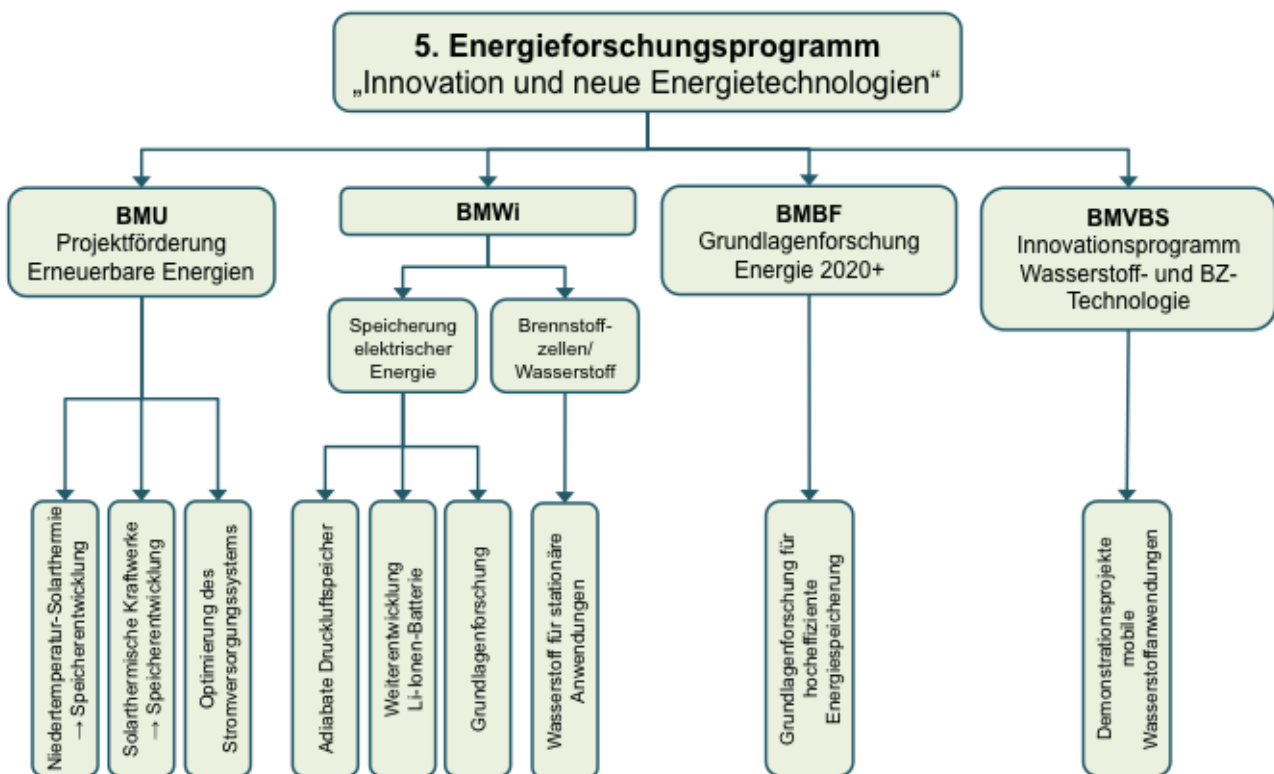 5. Energieforschungsprogramm
„Innovation und neue Energietechnologien“
BMU
Projektförderung
Erneuerbare Energien
BMWi
BMBF
Grundlagenforschung
Energie 2020+
BMVBS
Innovationsprogramm
Wasserstoff- und BZ-
Technologie
Speicherung
elektrischer
Energie
Brennstoff-
zellen/
Wasserstoff
Niedertemperatur-Solarthermie
→ Speicherentwicklung
Solarthermische Kraftwerke
→ Speicherentwicklung
Optimierung des
Stromversorgungssystems
Adiabate Druckluftspeicher
Weiterentwicklung
Li-Ionen-Batterie
Grundlagenforschung
Wasserstoff für stationäre
Anwendungen
Grundlagenforschung für
hocheffiziente
Energiespeicherung
Demonstrationsprojekte
mobile
Wasserstoffanwendungen